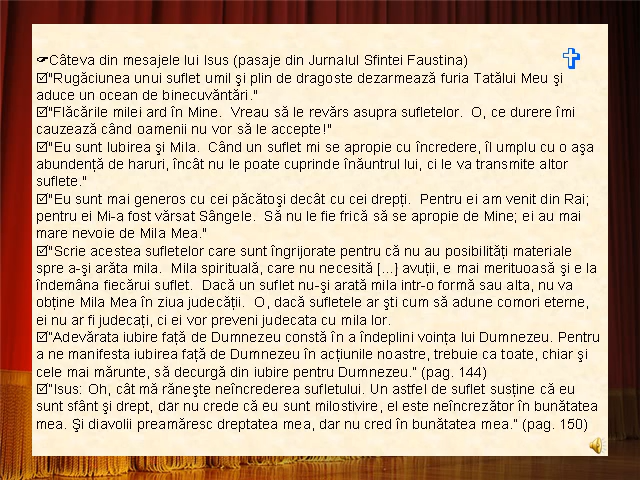 ☛Câteva din mesajele lui Isus (pasaje din Jurnalul Sfintei Faustina)
☑"Rugăciunea unui suflet umil şi plin de dragoste dezarmează furia Tatălui Meu şi
aduce un ocean de binecuvântări."
☑"Flăcările milei ard în Mine.  Vreau să le revărs asupra sufletelor.  O, ce durere îmi
cauzează când oamenii nu vor să le accepte!"
☑"Eu sunt Iubirea şi Mila.  Când un suflet mi se apropie cu încredere, îl umplu cu o aşa
abundenţă de haruri, încât nu le poate cuprinde înăuntrul lui, ci le va transmite altor
suflete."
☑"Eu sunt mai generos cu cei păcătoşi decât cu cei drepţi.  Pentru ei am venit din Rai;
pentru ei Mi-a fost vărsat Sângele.  Să nu le fie frică să se apropie de Mine; ei au mai
mare nevoie de Mila Mea."
☑"Scrie acestea sufletelor care sunt îngrijorate pentru că nu au posibilităţi materiale
spre a-şi arăta mila.  Mila spirituală, care nu necesită [...] avuţii, e mai merituoasă şi e la
îndemâna fiecărui suflet.  Dacă un suflet nu-şi arată mila intr-o formă sau alta, nu va
obţine Mila Mea în ziua judecăţii.  O, dacă sufletele ar şti cum să adune comori eterne,
ei nu ar fi judecaţi, ci ei vor preveni judecata cu mila lor.
☑“Adevărata iubire faţă de Dumnezeu constă în a îndeplini voinţa lui Dumnezeu. Pentru
a ne manifesta iubirea faţă de Dumnezeu în acţiunile noastre, trebuie ca toate, chiar şi
cele mai mărunte, să decurgă din iubire pentru Dumnezeu.” (pag. 144)
☑“Isus: Oh, cât mă răneşte neîncrederea sufletului. Un astfel de suflet susţine că eu
sunt sfânt şi drept, dar nu crede că eu sunt milostivire, el este neîncrezător în bunătatea
mea. Şi diavolii preamăresc dreptatea mea, dar nu cred în bunătatea mea.” (pag. 150)